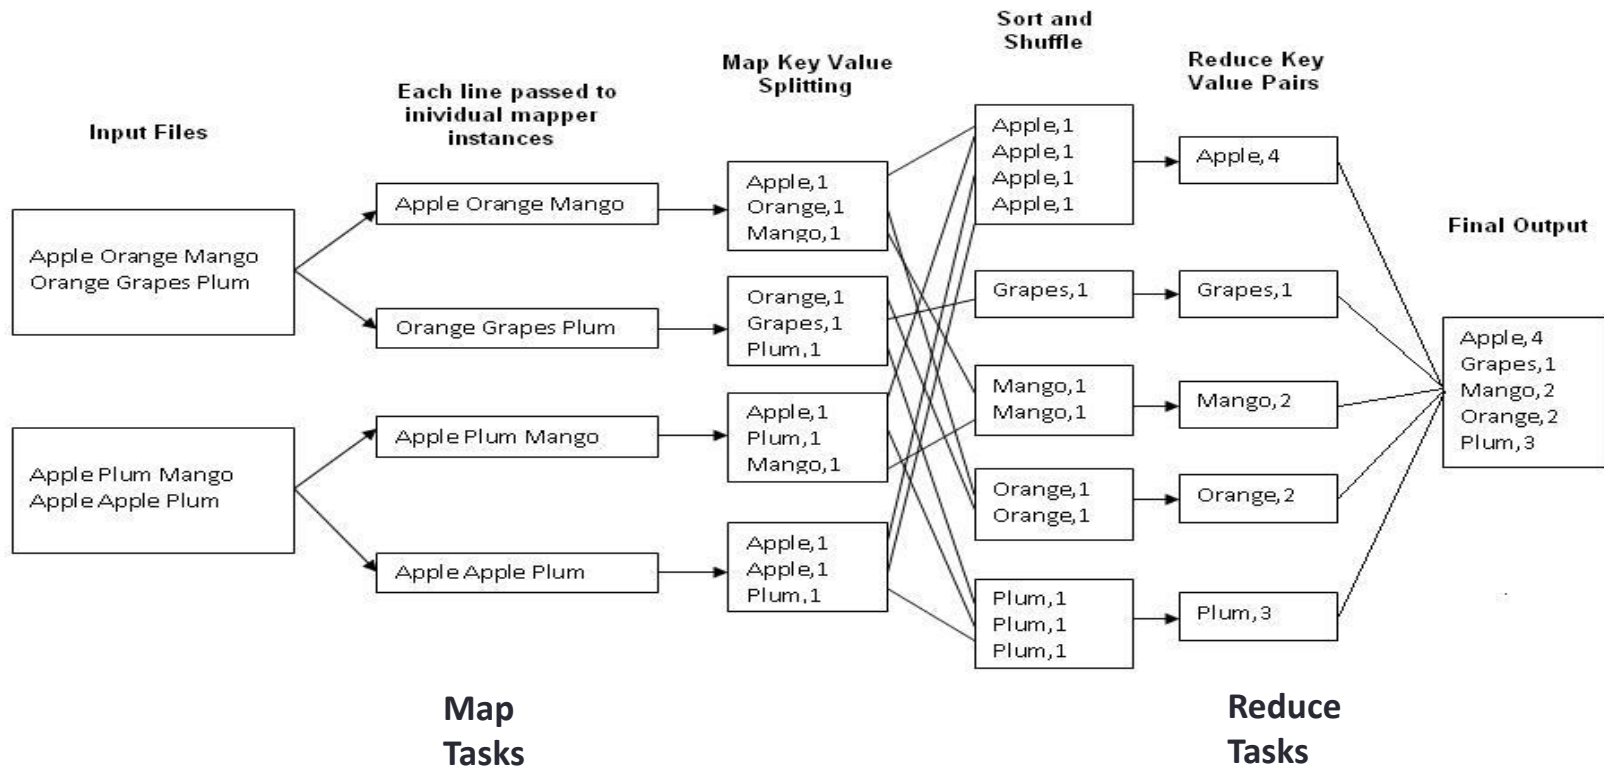 Input Files
Apple Orange Mango
Orange Grapes Plum
Apple Plum Mango
Apple Apple Plum
Each line passed to
inividual mapper
instances
Apple Orange Mango
Orange Grapes Plum
Apple Plum Mango
Apple Apple Plum
Map Key Value
Splitting
Apple,1
Orange,1
Mango,1
Orange,1
Grapes,1
Plum,1
Apple,1
Plum,1
Mango,1
Apple,1
Apple,1
Plum,1
Sort and
Shuffle
Apple,1
Apple,1
Apple,1
Apple,1
Grapes,1
Mango,1
Mango,1
Orange,1
Orange,1
Plum,1
Plum,1
Plum,1
Reduce Key
Value Pairs
Apple,4
Grapes,1
Mango,2
Orange,2
Plum,3
Final Output
Apple,4
Grapes,1
Mango,2
Orange,2
Plum,3
Map
Tasks
Reduce
Tasks